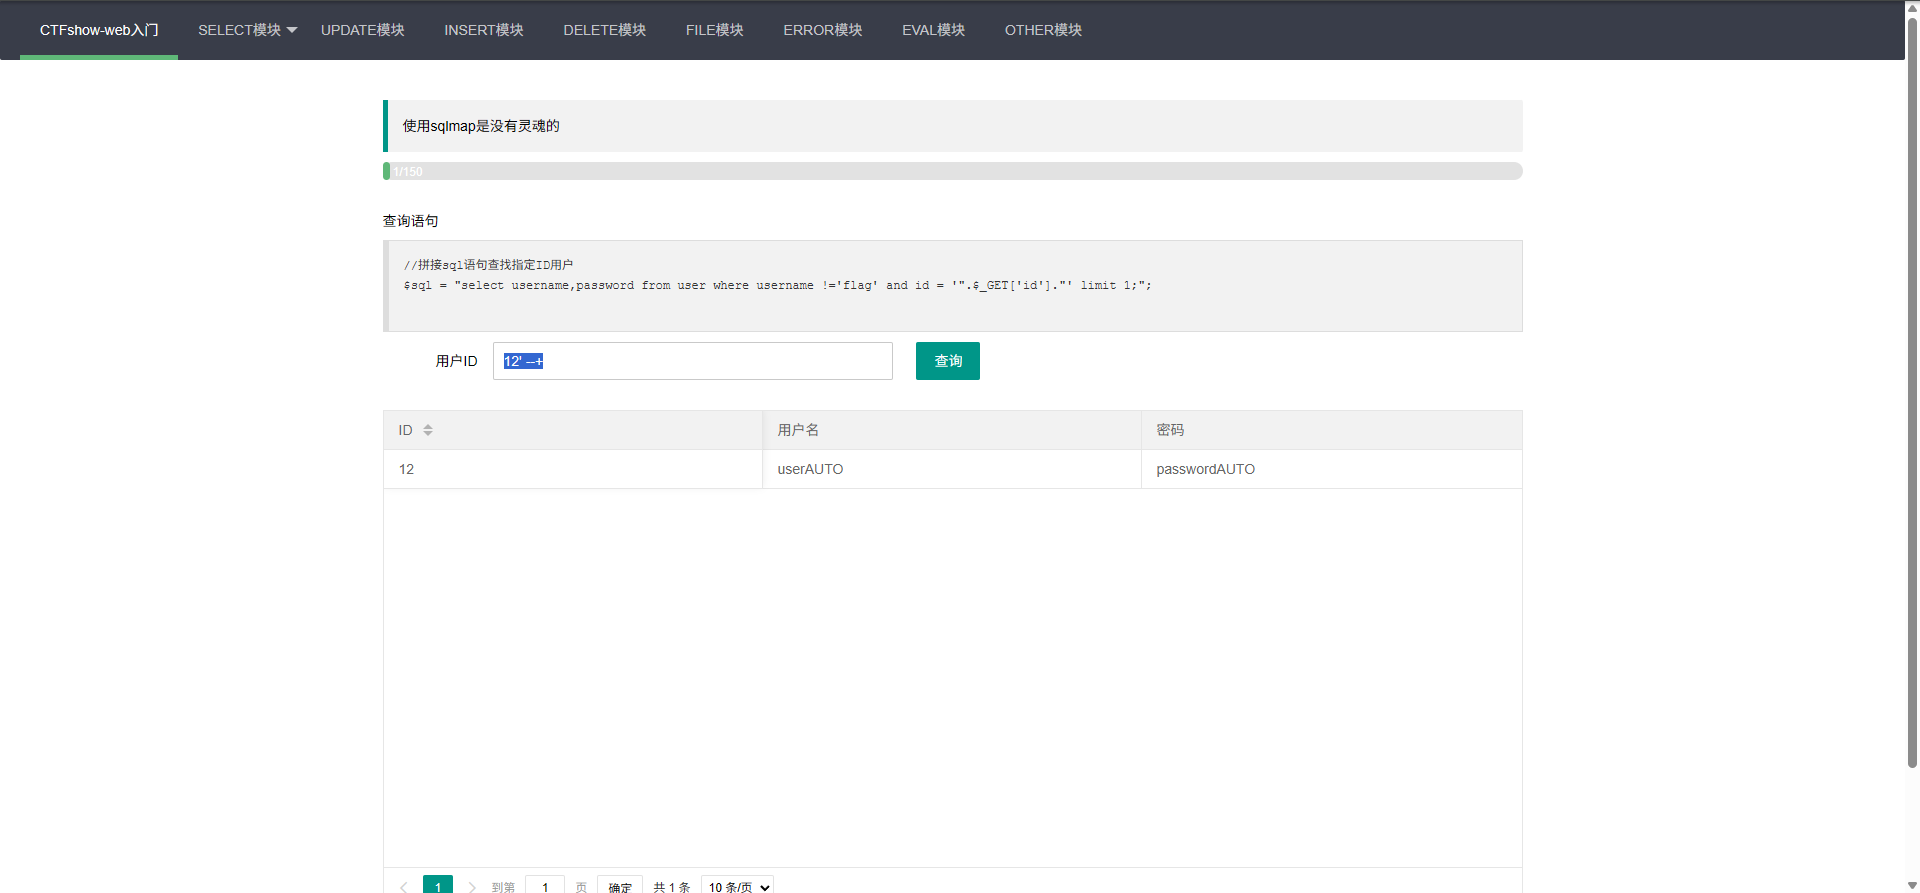 CTFshow-web入门 SELECT模块 UPDATE模块 INSERT模块 DELETE模块 FILE模块 ERROR模块 EVAL模块 OTHER模块
使用sqlmap是没有灵魂的
1/150
查询语句
//拼接sql语句查找指定ID用户
$sql = "select username,password from user where username !='flag' and id = '".$_GET['id']."' limit 1;";
用户ID 12' --+ 查询
ID 用户名 密码
12 userAUTO passwordAUTO
1 到第 1 页 确定 共 1 条 10 条/页